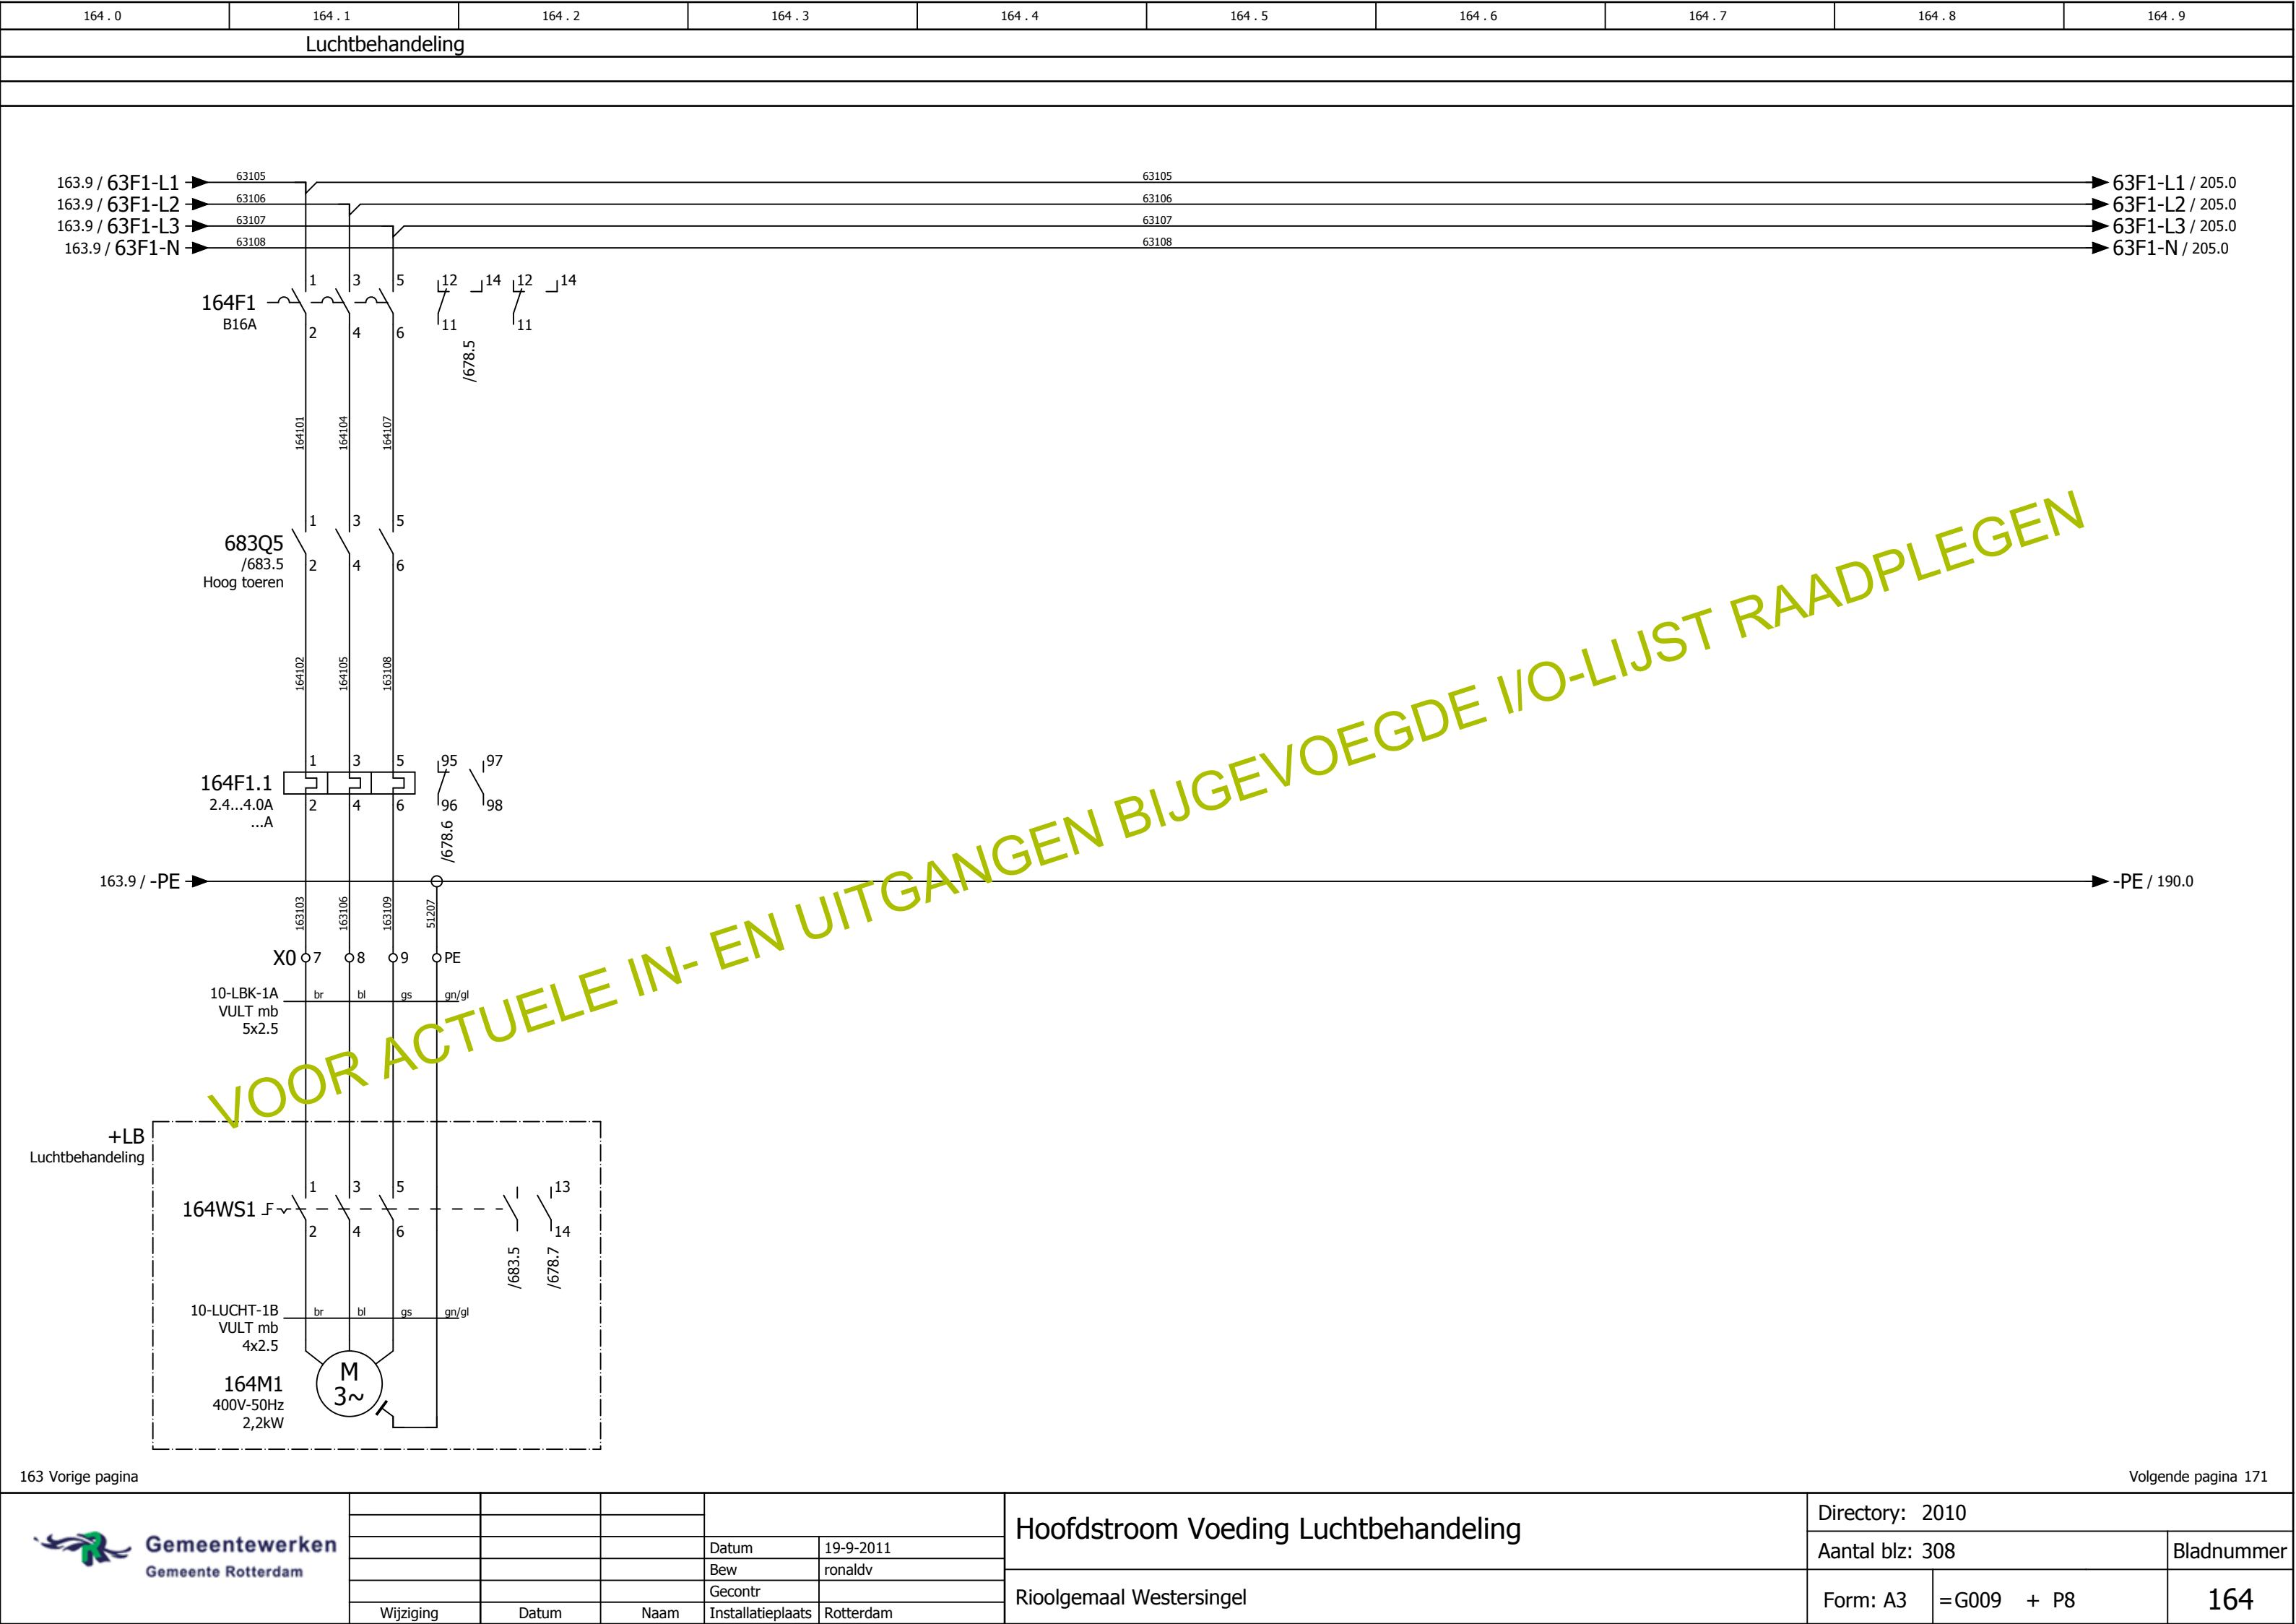 164 . 0 164 . 1 164 . 2 164 . 3 164 . 4 164 . 5 164 . 6 164 . 7 164 . 8 164 . 9
Luchtbehandeling
163.9 / 63F1-L1 63105 63105 63F1-L1 / 205.0
163.9 / 63F1-L2 63106 63106 63F1-L2 / 205.0
163.9 / 63F1-L3 63107 63107 63F1-L3 / 205.0
163.9 / 63F1-N 63108 63108 63F1-N / 205.0
1 3 5 12 14 12 14
164F1
B16A
2 4 6 11 11
/678.5
164101 164104 164107
1 3 5
683Q5
/683.5
Hoog toeren
2 4 6
164102 164105 163108
1 3 5 95 97
164F1.1
2.4...4.0A
...A
2 4 6 96 98
/678.6
163.9 / -PE -PE / 190.0
163103 163106 163109 51207
X0 7 8 9 PE
10-LBK-1A br bl gs gn/gl
VULT mb
5x2.5
VOOR ACTUELE IN- EN UITGANGEN BIJGEVOEGDE I/O-LIJST RAADPLEGEN
+LB
Luchtbehandeling
1 3 5 13
164WS1
2 4 6 14
/683.5 /678.7
10-LUCHT-1B br bl gs gn/gl
VULT mb
4x2.5
M
3~
164M1
400V-50Hz
2,2kW
163 Vorige pagina Volgende pagina 171
Gemeentewerken
Gemeente Rotterdam
Wijziging Datum Naam
Datum 19-9-2011
Bew ronaldv
Gecontr
Installatieplaats Rotterdam
Hoofdstroom Voeding Luchtbehandeling
Rioolgemaal Westersingel
Directory: 2010
Aantal blz: 308
Bladnummer
Form: A3 =G009 + P8 164